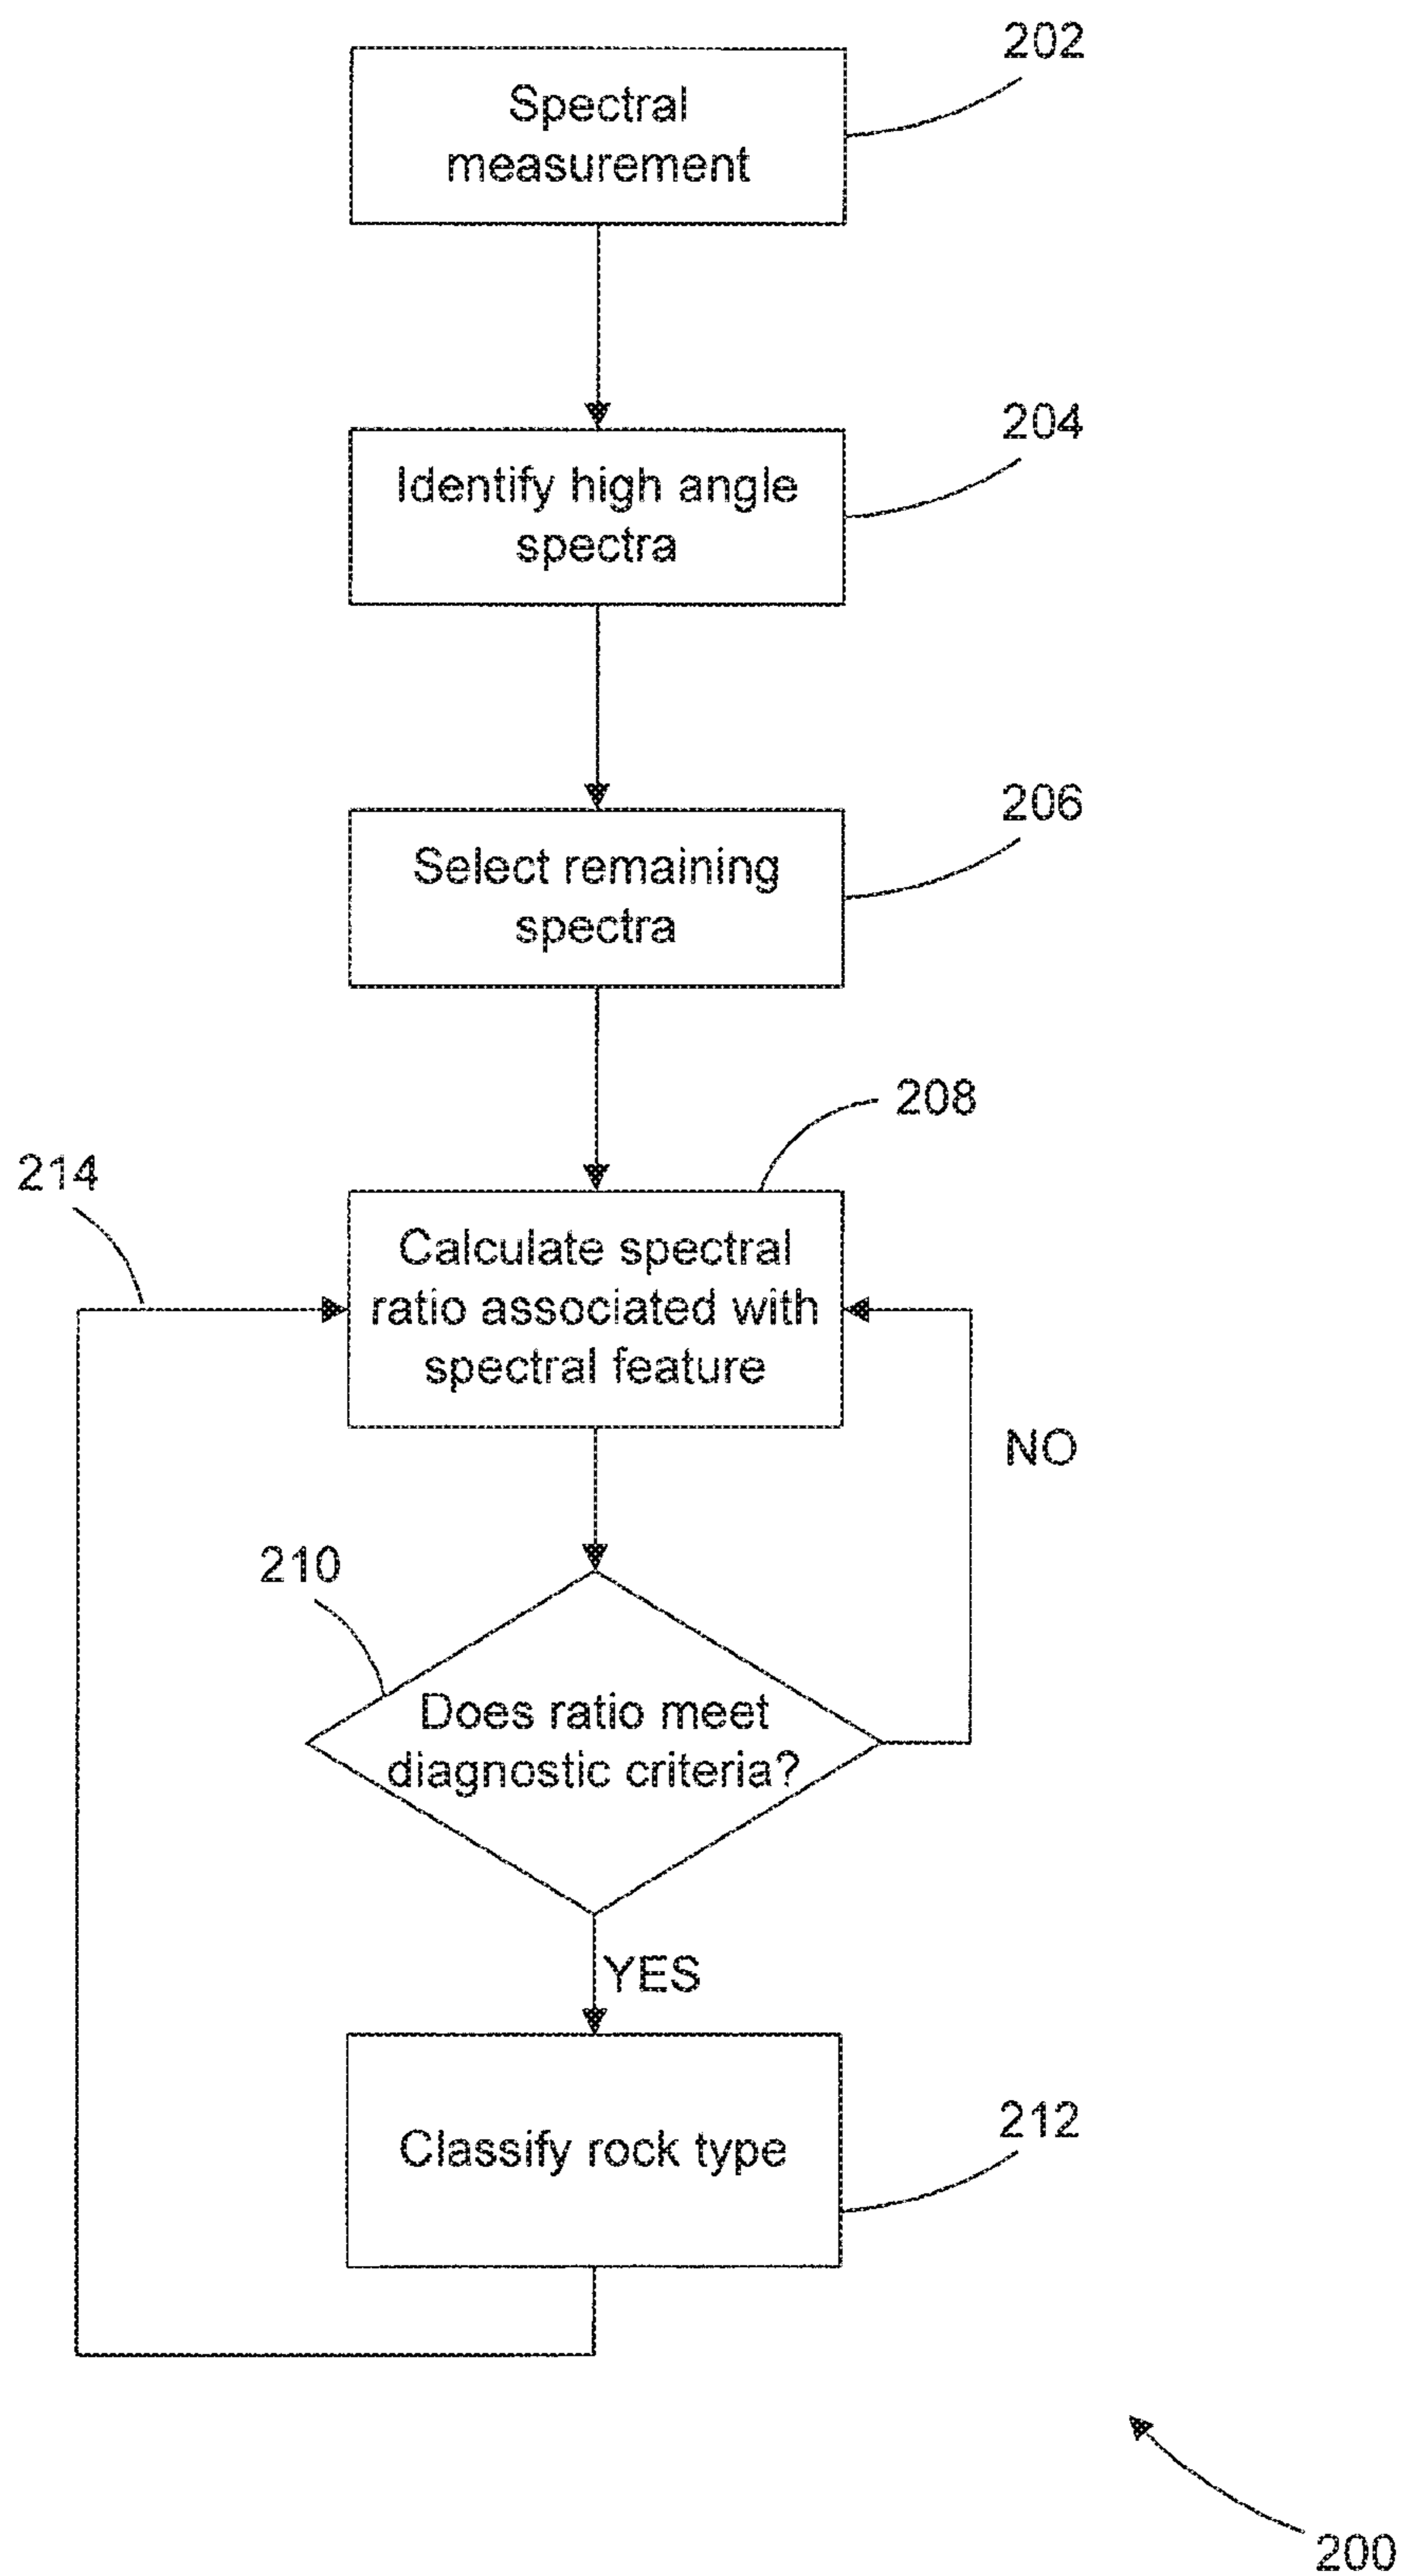 202
Spectral
measurement
204
Identify high angle
spectra
206
Select remaining
spectra
208
214
Calculate spectral
ratio associated with
spectral feature
NO
210
Does ratio meet
diagnostic criteria?
YES
212
Classify rock type
200